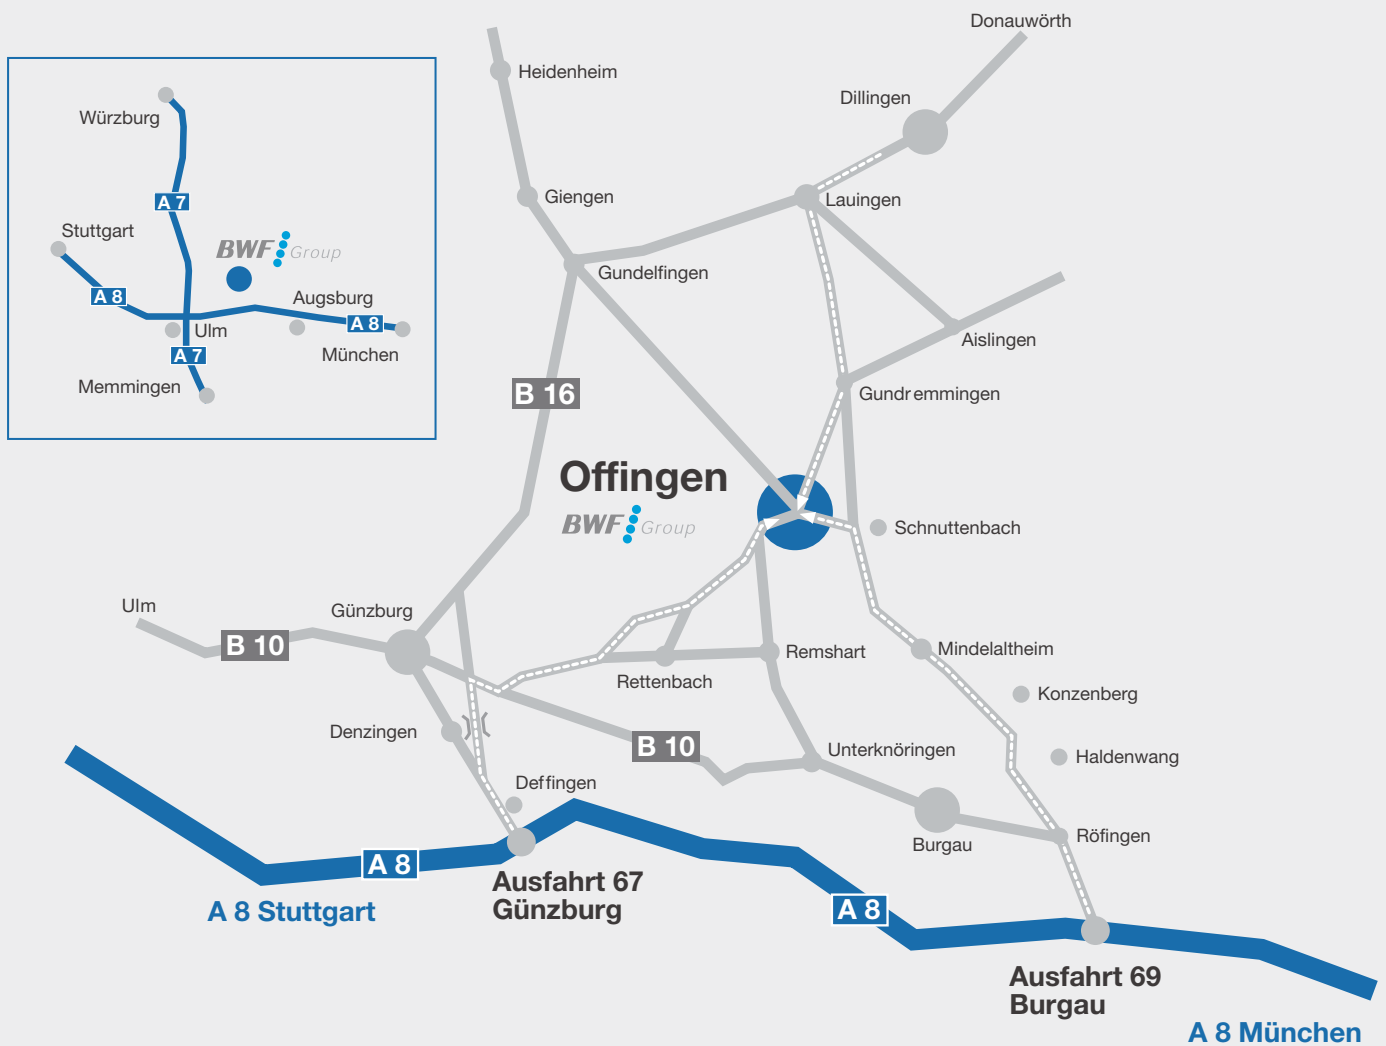 Donauwörth
Heidenheim
Dillingen
Würzburg
Giengen
A 7
Lauingen
Stuttgart
BWF Group
Gundelfingen
A 8
Augsburg
A 8
Ulm
Aislingen
A 7
München
Memmingen
B 16
Gundremmingen
Offingen
BWF Group
Schnuttenbach
Ulm
Günzburg
B 10
Remshart
Mindelaltheim
Rettenbach
Konzenberg
Denzingen
B 10
Unterknöringen
Haldenwang
Deffingen
Röfingen
Burgau
A 8
Ausfahrt 67
Günzburg
A 8 Stuttgart
A 8
Ausfahrt 69
Burgau
A 8 München